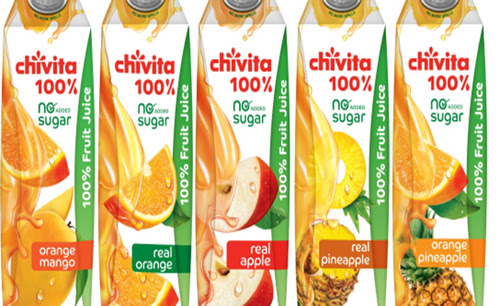 chivita
100%
no ADDED
sugar
100% Fruit Juice
orange
mango
chivita
100%
no ADDED
sugar
100% Fruit Juice
real
orange
chivita
100%
no ADDED
sugar
100% Fruit Juice
real
apple
chivita
100%
no ADDED
sugar
100% Fruit Juice
real
pineapple
chivita
100%
no ADDED
sugar
100% Fruit Juice
orange
pineapple